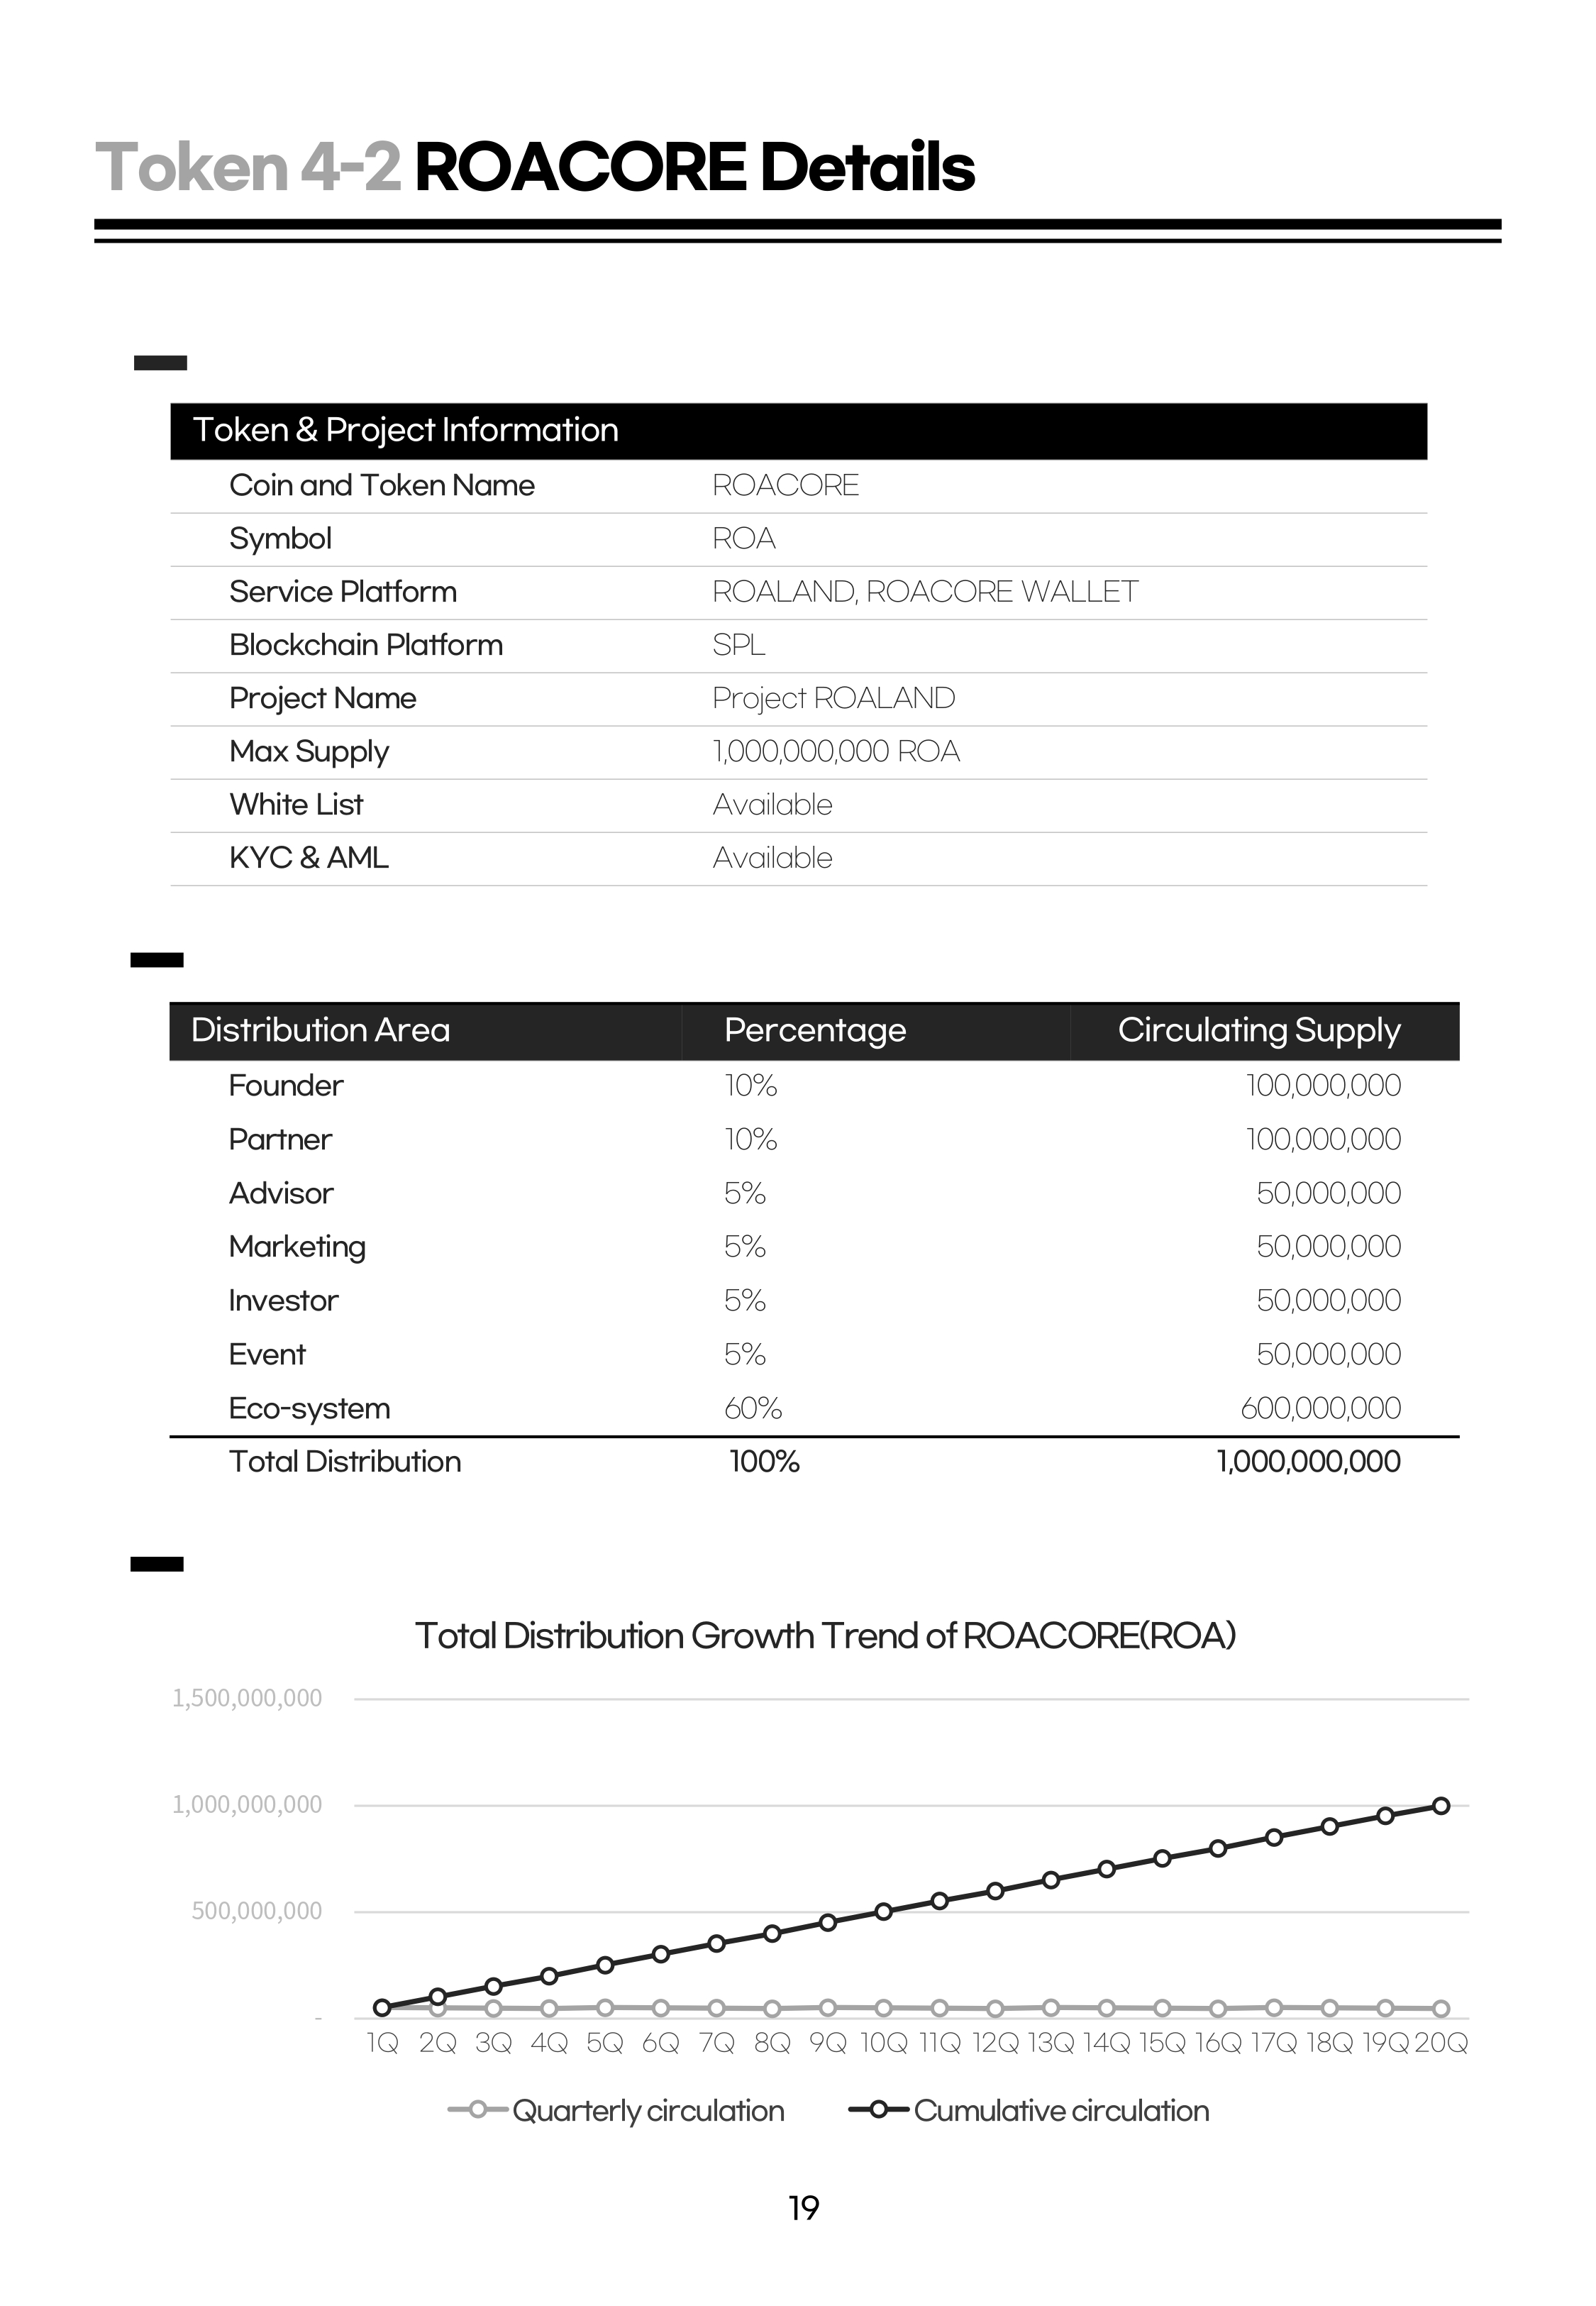 Token 4-2 ROACORE Details
Token & Project Information
Coin and Token Name ROACORE
Symbol ROA
Service Platform ROALAND, ROACORE WALLET
Blockchain Platform SPL
Project Name Project ROALAND
Max Supply 1,000,000,000 ROA
White List Available
KYC & AML Available
Distribution Area Percentage Circulating Supply
Founder 10% 100,000,000
Partner 10% 100,000,000
Advisor 5% 50,000,000
Marketing 5% 50,000,000
Investor 5% 50,000,000
Event 5% 50,000,000
Eco-system 60% 600,000,000
Total Distribution 100% 1,000,000,000
Total Distribution Growth Trend of ROACORE(ROA)
1,500,000,000
1,000,000,000
500,000,000
-
1Q 2Q 3Q 4Q 5Q 6Q 7Q 8Q 9Q 10Q 11Q 12Q 13Q 14Q 15Q 16Q 17Q 18Q 19Q 20Q
Quarterly circulation Cumulative circulation
19